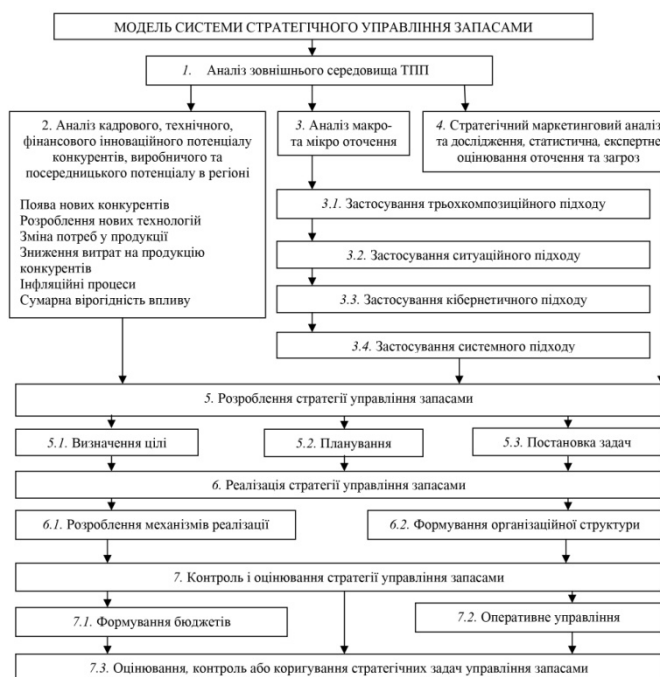 МОДЕЛЬ СИСТЕМИ СТРАТЕГІЧНОГО УПРАВЛІННЯ ЗАПАСАМИ
1. Аналіз зовнішнього середовища ТПП
2. Аналіз кадрового, технічного,
фінансового інноваційного потенціалу
конкурентів, виробничого та
посередницького потенціалу в регіоні
Поява нових конкурентів
Розроблення нових технологій
Зміна потреб у продукції
Зниження витрат на продукцію
конкурентів
Інфляційні процеси
Сумарна вірогідність впливу
3. Аналіз макро-
та мікро оточення
4. Стратегічний маркетинговий аналіз
та дослідження, статистична, експертне
оцінювання оточення та загроз
3.1. Застосування трьохкомпозиційного підходу
3.2. Застосування ситуаційного підходу
3.3. Застосування кібернетичного підходу
3.4. Застосування системного підходу
5. Розроблення стратегії управління запасами
5.1. Визначення цілі
5.2. Планування
5.3. Постановка задач
6. Реалізація стратегії управління запасами
6.1. Розроблення механізмів реалізації
6.2. Формування організаційної структури
7. Контроль і оцінювання стратегії управління запасами
7.1. Формування бюджетів
7.2. Оперативне управління
7.3. Оцінювання, контроль або коригування стратегічних задач управління запасами